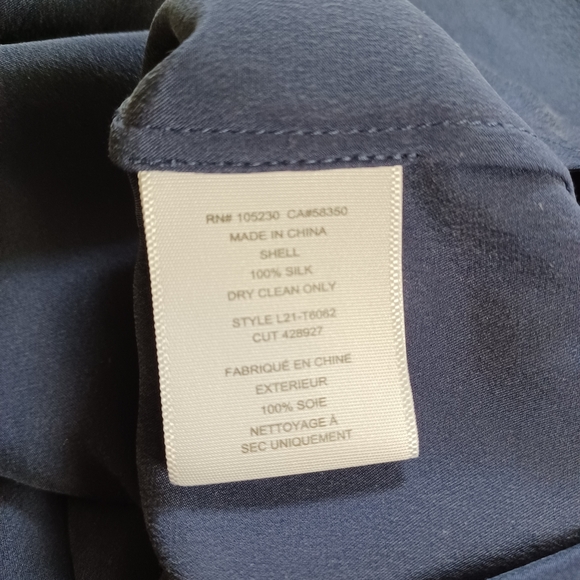 RN# 105230 CA#58350
MADE IN CHINA
SHELL
100% SILK
DRY CLEAN ONLY
STYLE L21-T6062
CUT 428927
FABRIQUÉ EN CHINE
EXTERIEUR
100% SOIE
NETTOYAGE À
SEC UNIQUEMENT